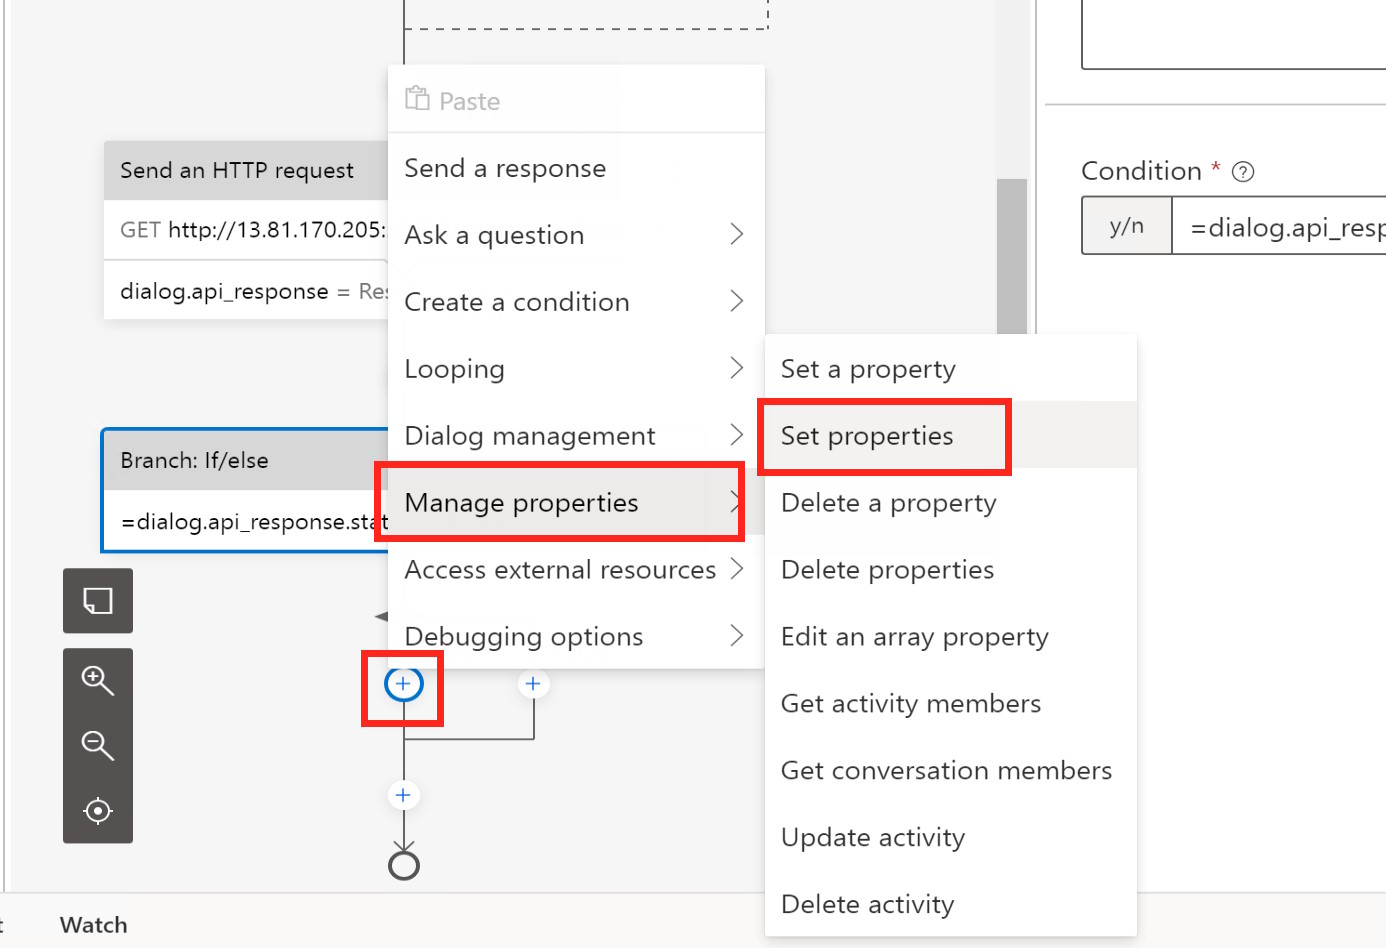 Paste
Send an HTTP request
Send a response
GET http://13.81.170.205:
Ask a question
dialog.api_response = Res
Create a condition
Looping
Dialog management
Branch: If/else
=dialog.api_response.stat
Manage properties
Access external resources
Debugging options
Set a property
Set properties
Delete a property
Delete properties
Edit an array property
Get activity members
Get conversation members
Update activity
Delete activity
Condition *
y/n
=dialog.api_resp
t
Watch